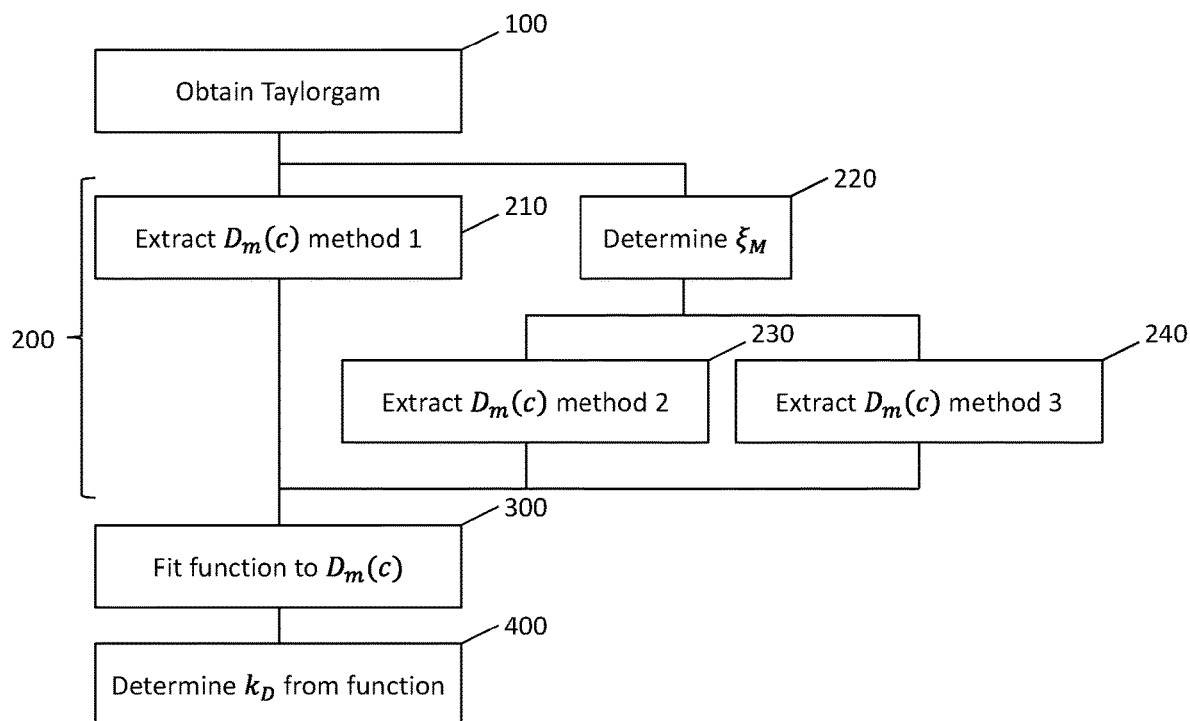 100
Obtain Taylorgam
220
210
Extract D_m(c) method 1
Determine ξ_M
200
230
240
Extract D_m(c) method 2
Extract D_m(c) method 3
300
Fit function to D_m(c)
400
Determine k_D from function